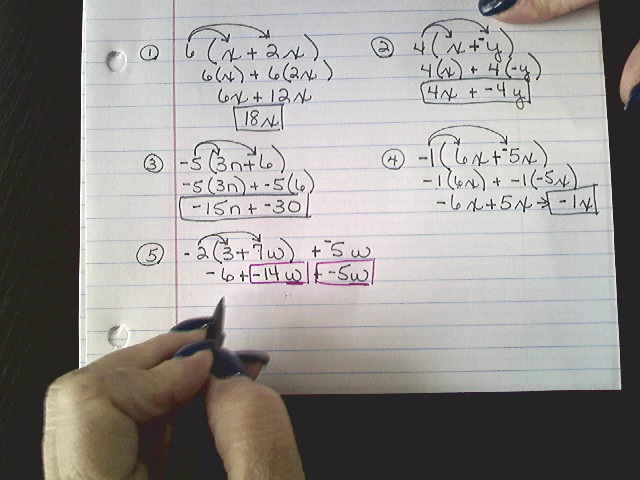 ① 6(x + 2x)
6(x) + 6(2x)
6x + 12x
18x
② 4(x + -y)
4(x) + 4(-y)
4x + -4y
③ -5(3n+6)
-5(3n) + -5(6)
-15n + -30
④ -1(6x + -5x)
-1(6x) + -1(-5x)
-6x + 5x → -1x
⑤ -2(3+7w) + -5w
-6 + -14w + -5w